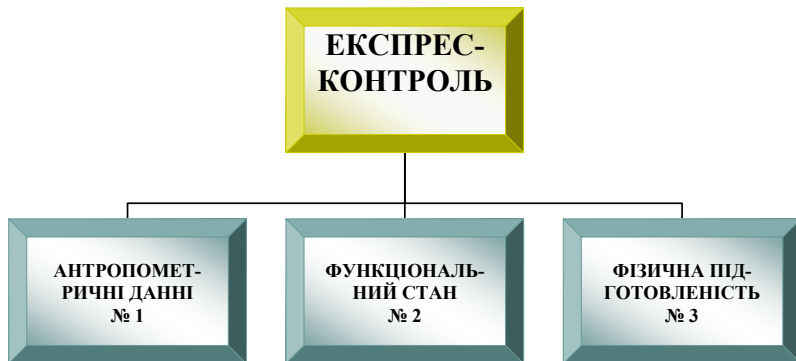 ЕКСПРЕС-
КОНТРОЛЬ
АНТРОПОМЕТ-
РИЧНІ ДАННІ
№ 1
ФУНКЦІОНАЛЬ-
НИЙ СТАН
№ 2
ФІЗИЧНА ПІД-
ГОТОВЛЕНІСТЬ
№ 3